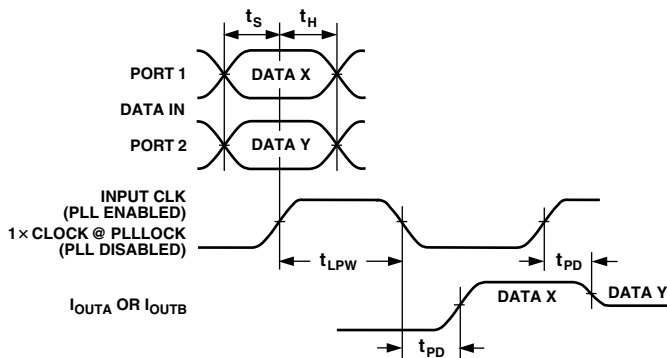 tS
tH
PORT 1
DATA X
DATA IN
PORT 2
DATA Y
INPUT CLK
(PLL ENABLED)
1× CLOCK @ PLLLOCK
(PLL DISABLED)
tLPW
tPD
IOUTA OR IOUTB
DATA X
DATA Y
tPD